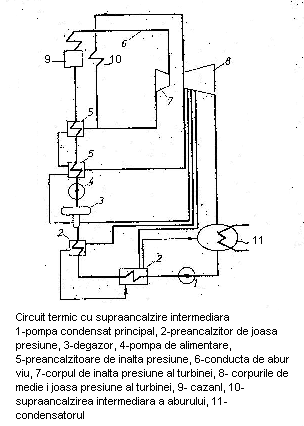 6
9
10
8
7
5
5
4
3
2
2
1
11
Circuit termic cu supraancalzire intermediara
1-pompa condensat principal, 2-preancalzitor de joasa
presiune, 3-degazor, 4-pompa de alimentare,
5-preancalzitoare de inalta presiune, 6-conducta de abur
viu, 7-corpul de inalta presiune al turbinei, 8- corpurile de
medie i joasa presiune al turbinei, 9- cazanl, 10-
supraancalzirea intermediara a aburului, 11-
condensatorul